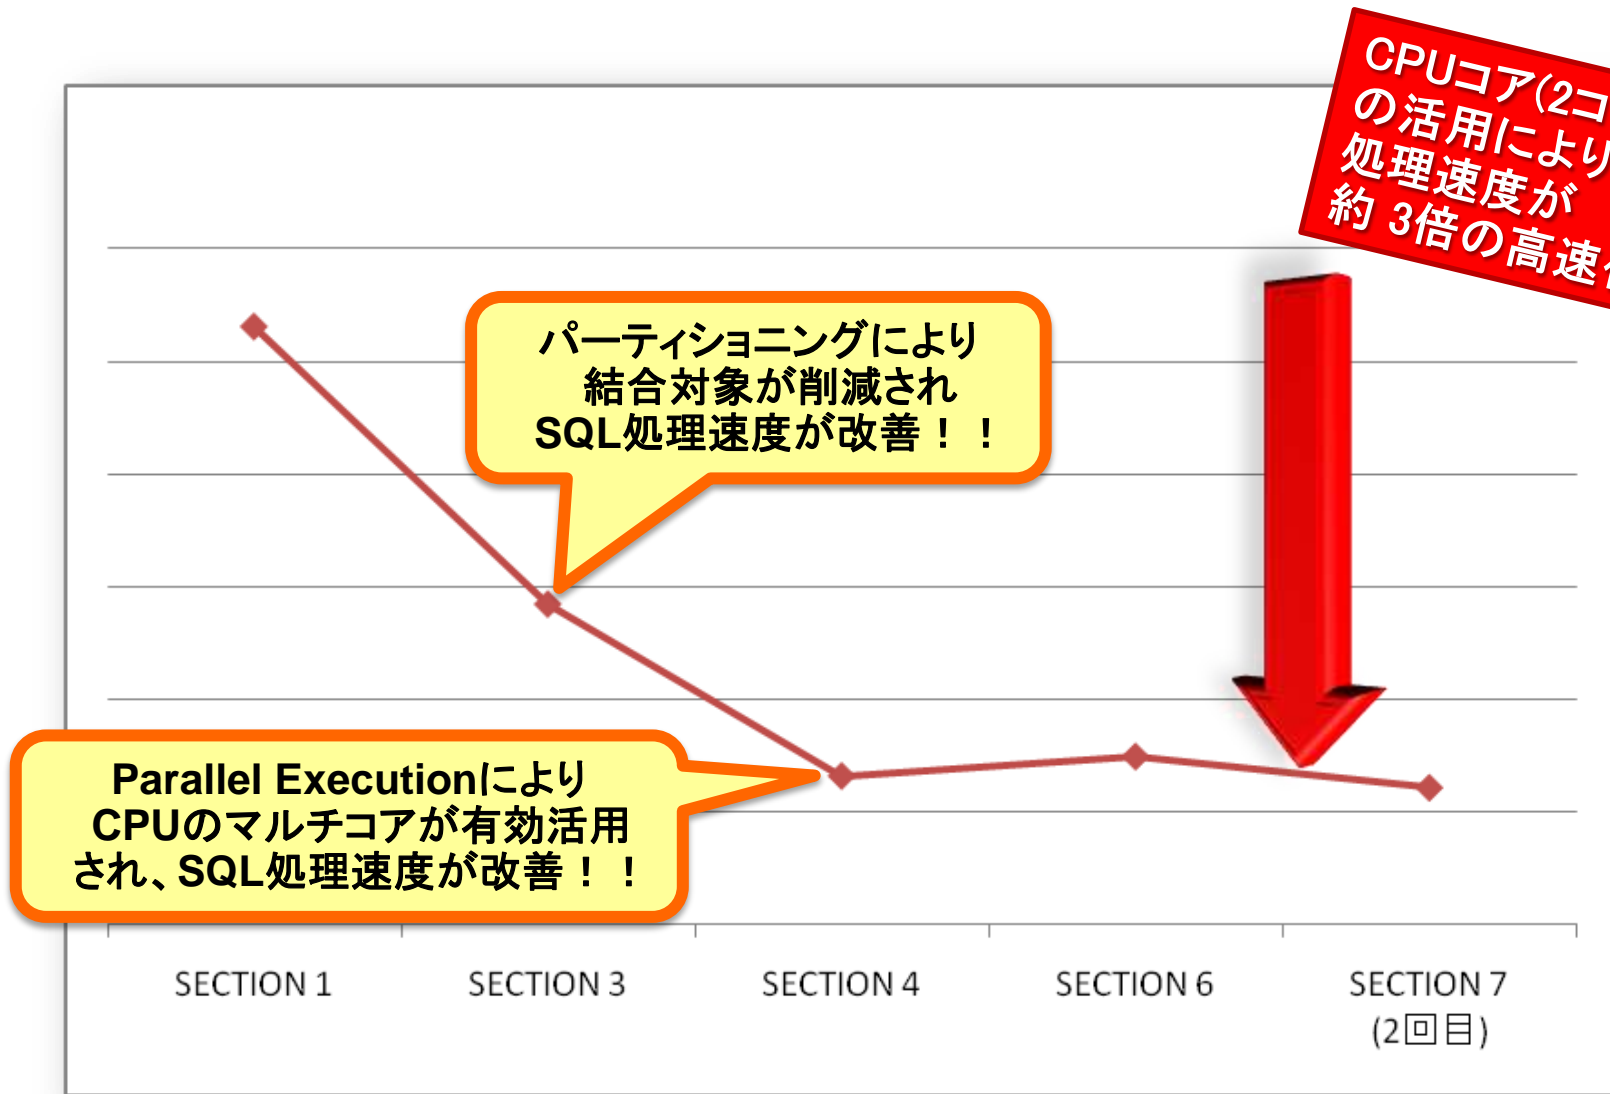 CPUコア(2コ
の活用により
処理速度が
約 3倍の高速
パーティショニングにより
結合対象が削減され
SQL処理速度が改善！！
Parallel Executionにより
CPUのマルチコアが有効活用
され、SQL処理速度が改善！！
SECTION 1
SECTION 3
SECTION 4
SECTION 6
SECTION 7
(2回目)